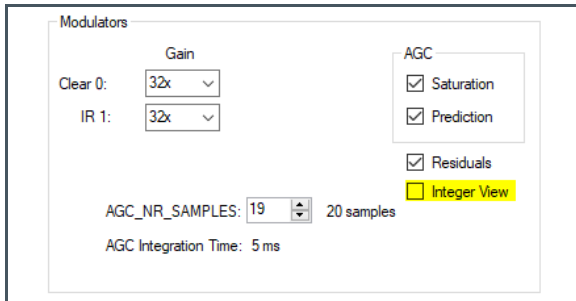 Modulators
Gain
AGC
Clear 0: 32x
Saturation
IR 1: 32x
Prediction
Residuals
Integer View
AGC_NR_SAMPLES: 19 20 samples
AGC Integration Time: 5 ms